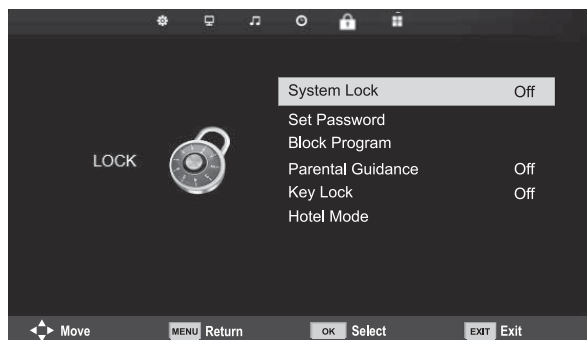 System Lock Off
Set Password
Block Program
LOCK
Parental Guidance Off
Key Lock Off
Hotel Mode
Move MENU Return OK Select EXIT Exit